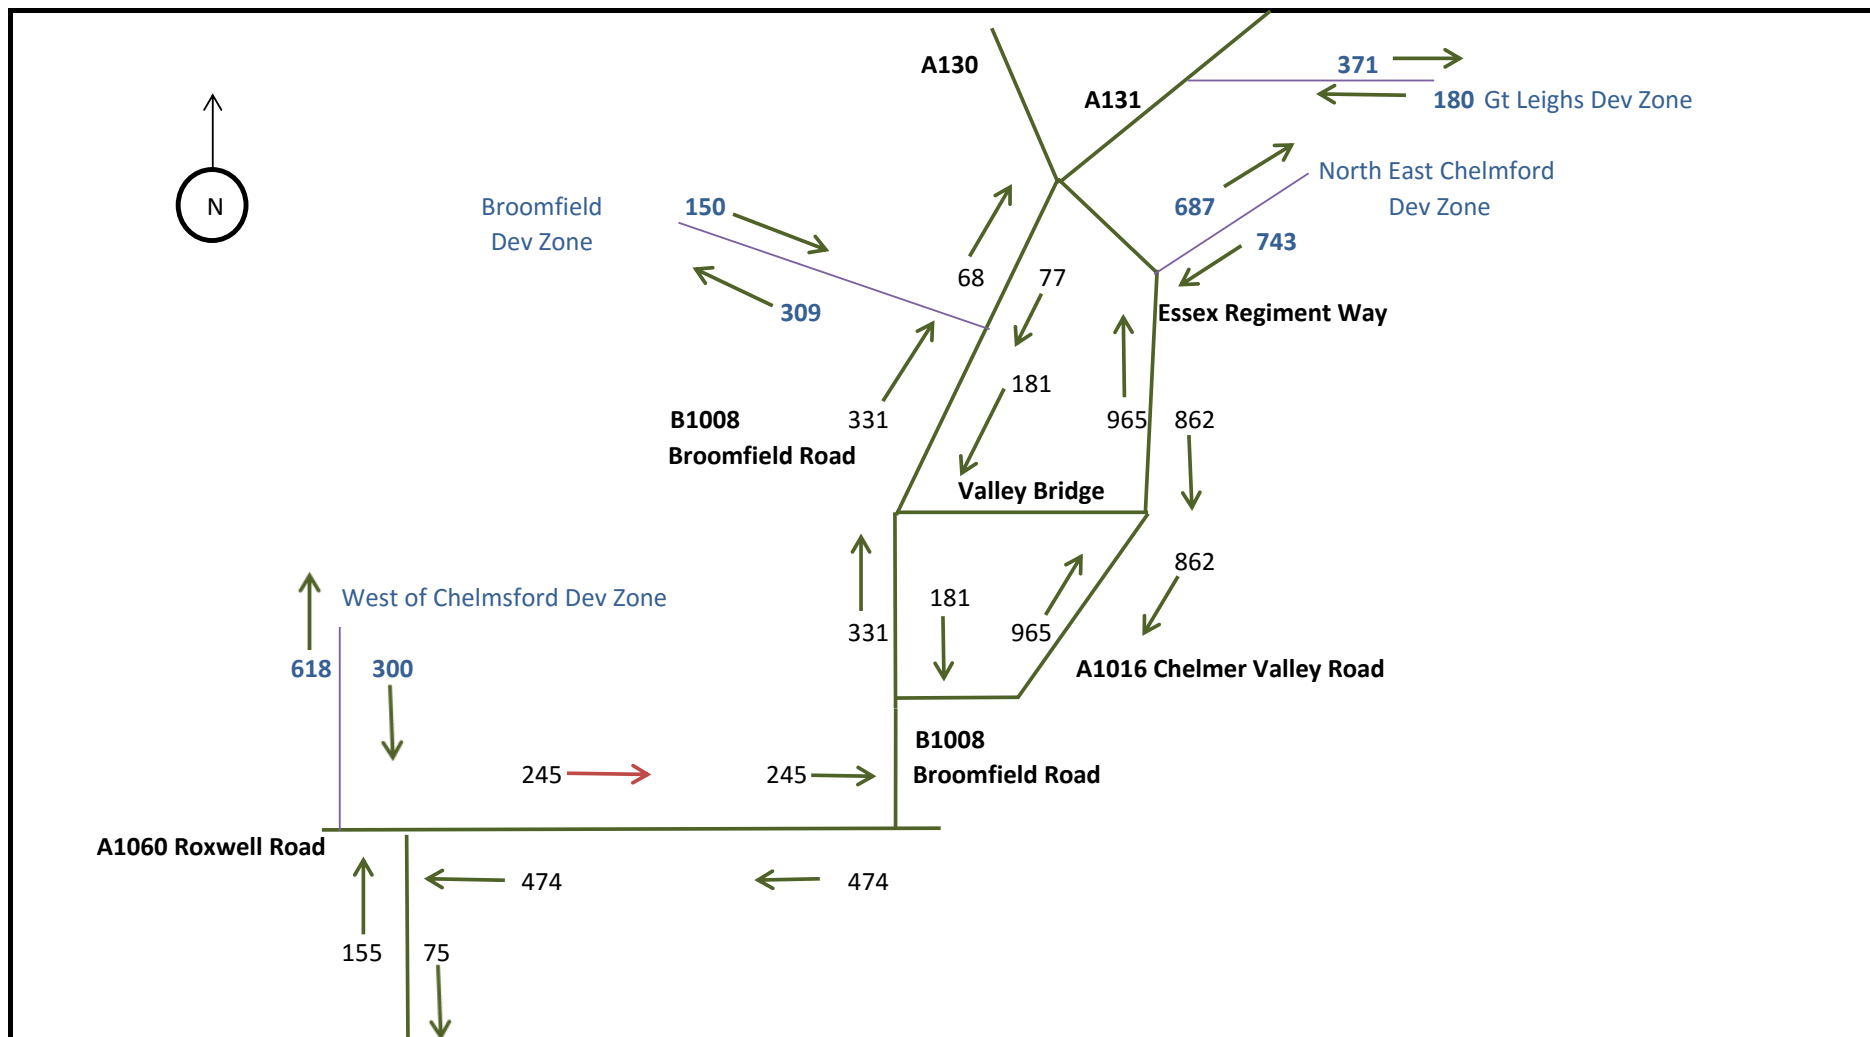 A130
371
A131
180 Gt Leighs Dev Zone
North East Chelmford
Dev Zone
N
Broomfield
Dev Zone
150
687
743
68
77
309
Essex Regiment Way
181
B1008
Broomfield Road
331
965
862
Valley Bridge
862
West of Chelmsford Dev Zone
181
331
965
618
300
A1016 Chelmer Valley Road
B1008
Broomfield Road
245
245
A1060 Roxwell Road
474
474
155
75